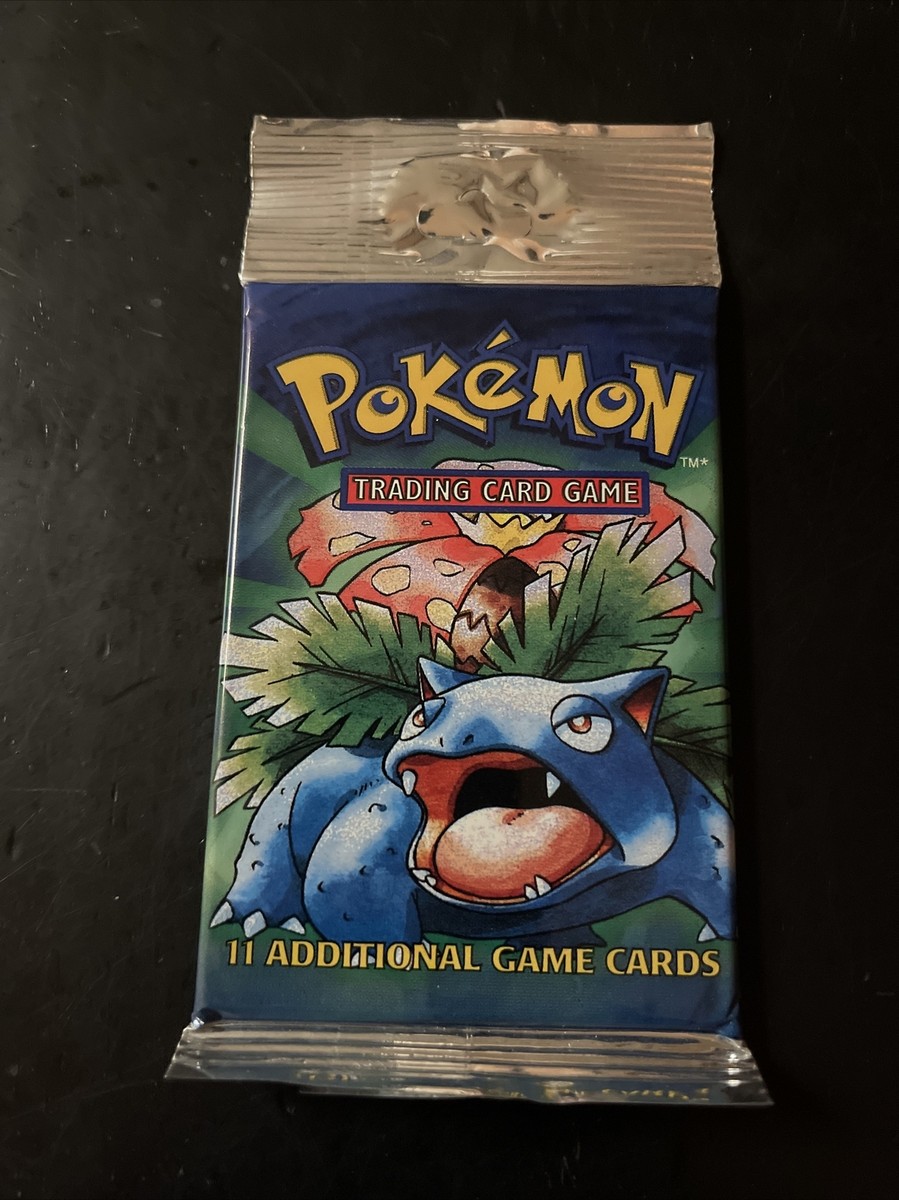 POKéMON
TM*
TRADING CARD GAME
11 ADDITIONAL GAME CARDS